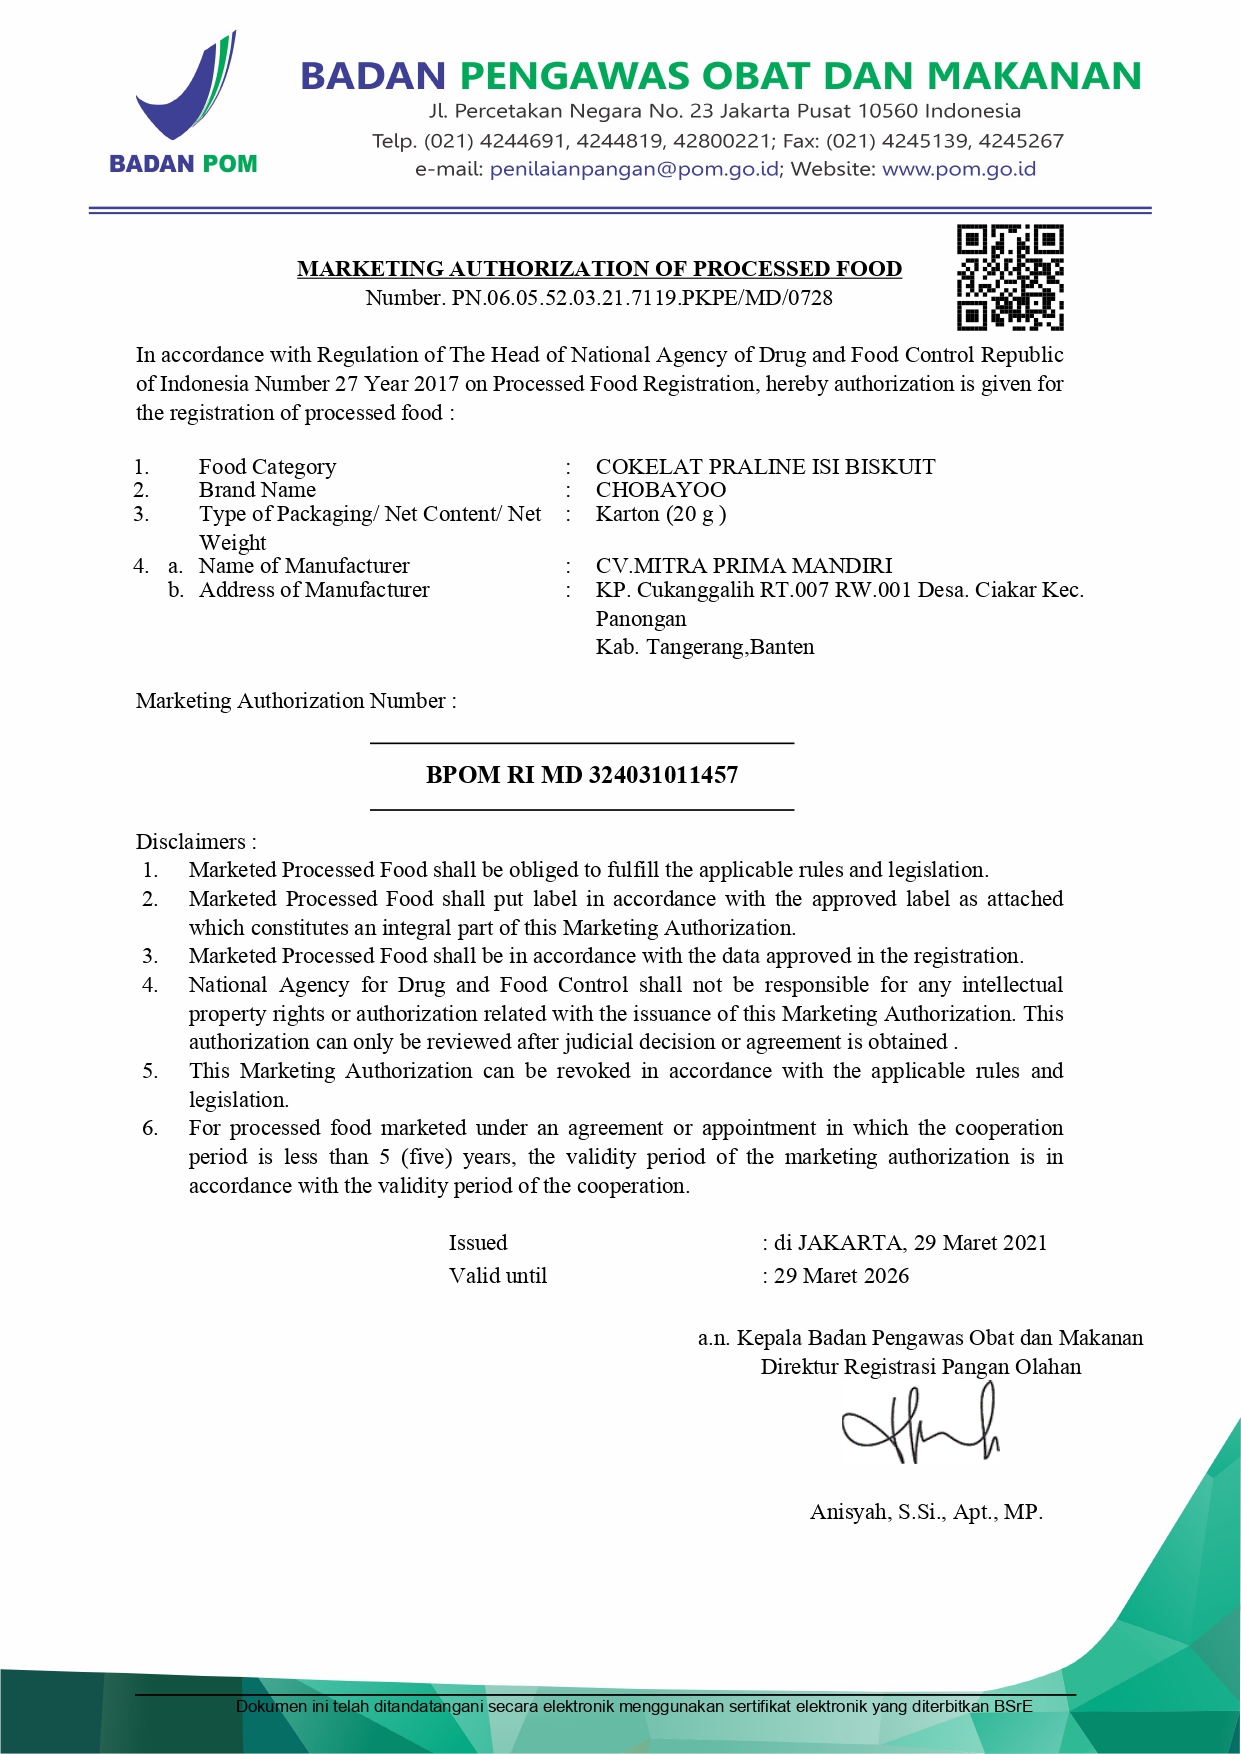 BADAN POM
BADAN PENGAWAS OBAT DAN MAKANAN
Jl. Percetakan Negara No. 23 Jakarta Pusat 10560 Indonesia
Telp. (021) 4244691, 4244819, 42800221; Fax: (021) 4245139, 4245267
e-mail: penilaianpangan@pom.go.id; Website: www.pom.go.id
MARKETING AUTHORIZATION OF PROCESSED FOOD
Number. PN.06.05.52.03.21.7119.PKPE/MD/0728
In accordance with Regulation of The Head of National Agency of Drug and Food Control Republic
of Indonesia Number 27 Year 2017 on Processed Food Registration, hereby authorization is given for
the registration of processed food :
1. Food Category : COKELAT PRALINE ISI BISKUIT
2. Brand Name : CHOBAYOO
3. Type of Packaging/ Net Content/ Net : Karton (20 g )
Weight
4. a. Name of Manufacturer : CV.MITRA PRIMA MANDIRI
b. Address of Manufacturer : KP. Cukanggalih RT.007 RW.001 Desa. Ciakar Kec.
Panongan
Kab. Tangerang,Banten
Marketing Authorization Number :
BPOM RI MD 324031011457
Disclaimers :
1. Marketed Processed Food shall be obliged to fulfill the applicable rules and legislation.
2. Marketed Processed Food shall put label in accordance with the approved label as attached
which constitutes an integral part of this Marketing Authorization.
3. Marketed Processed Food shall be in accordance with the data approved in the registration.
4. National Agency for Drug and Food Control shall not be responsible for any intellectual
property rights or authorization related with the issuance of this Marketing Authorization. This
authorization can only be reviewed after judicial decision or agreement is obtained .
5. This Marketing Authorization can be revoked in accordance with the applicable rules and
legislation.
6. For processed food marketed under an agreement or appointment in which the cooperation
period is less than 5 (five) years, the validity period of the marketing authorization is in
accordance with the validity period of the cooperation.
Issued : di JAKARTA, 29 Maret 2021
Valid until : 29 Maret 2026
a.n. Kepala Badan Pengawas Obat dan Makanan
Direktur Registrasi Pangan Olahan
Anisyah, S.Si., Apt., MP.
Dokumen ini telah ditandatangani secara elektronik menggunakan sertifikat elektronik yang diterbitkan BSrE